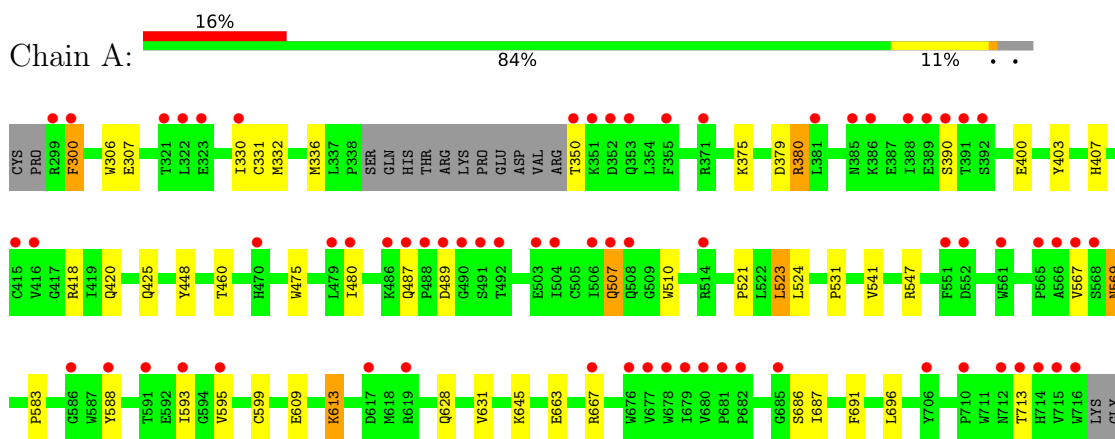 16%
Chain A:
84% 11% • •
CYS PRO R299 F300 W306 E307 T321 L322 E323 I330 C331 M332 M336 L337 P338 SER GLN HIS THR ARG LYS PRO GLU ASP VAL ARG T350 K351 D352 Q353 L354 F355 R371 K375 D379 R380 L381 N385 K386 E387 I388 E389 S390 T391 S392 E400 Y403 H407
C415 V416 G417 R418 I419 Q420 Q425 Y448 T460 H470 W475 L479 I480 K486 Q487 P488 D489 G490 S491 T492 E503 I504 C505 I506 Q507 Q508 G509 W510 R514 P521 L522 L523 L524 P531 V541 R547 F551 D552 W561 P565 A566 V567 S568 N569
P583 G586 W587 Y588 T591 E592 I593 G594 V595 C599 E609 K613 D617 M618 R619 Q628 V631 K645 E663 R667 W676 V677 W678 I679 V680 P681 P682 G685 S686 I687 F691 L696 Y706 P710 W711 N712 T713 H714 V715 W716 LYS GLY